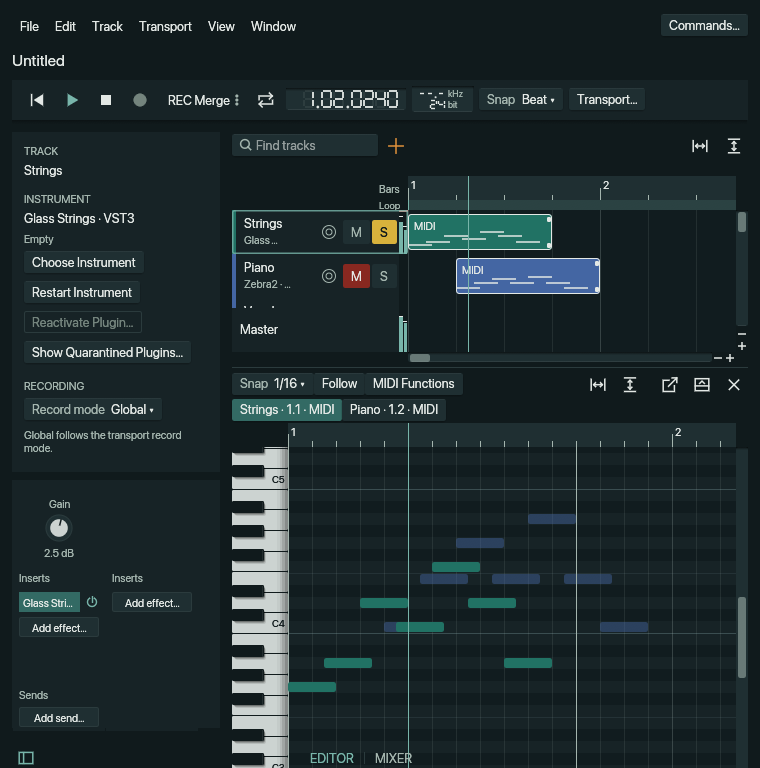 File Edit Track Transport View Window Commands...
Untitled
REC Merge 1.02.0240 --.- kHz Snap Beat Transport...
24 bit
TRACK
Strings
INSTRUMENT
Glass Strings · VST3
Empty
Choose Instrument
Restart Instrument
Reactivate Plugin...
Show Quarantined Plugins...
RECORDING
Record mode Global
Global follows the transport record
mode.
Gain
2.5 dB
Inserts Inserts
Glass Stri... Add effect...
Add effect...
Sends
Add send...
Find tracks
Bars 1 2
Loop
Strings M S MIDI
Glass ...
Piano M S MIDI
Zebra2 · ...
Master
Snap 1/16 Follow MIDI Functions
Strings · 1.1 · MIDI Piano · 1.2 · MIDI
1 2
C5
C4
C3
EDITOR MIXER